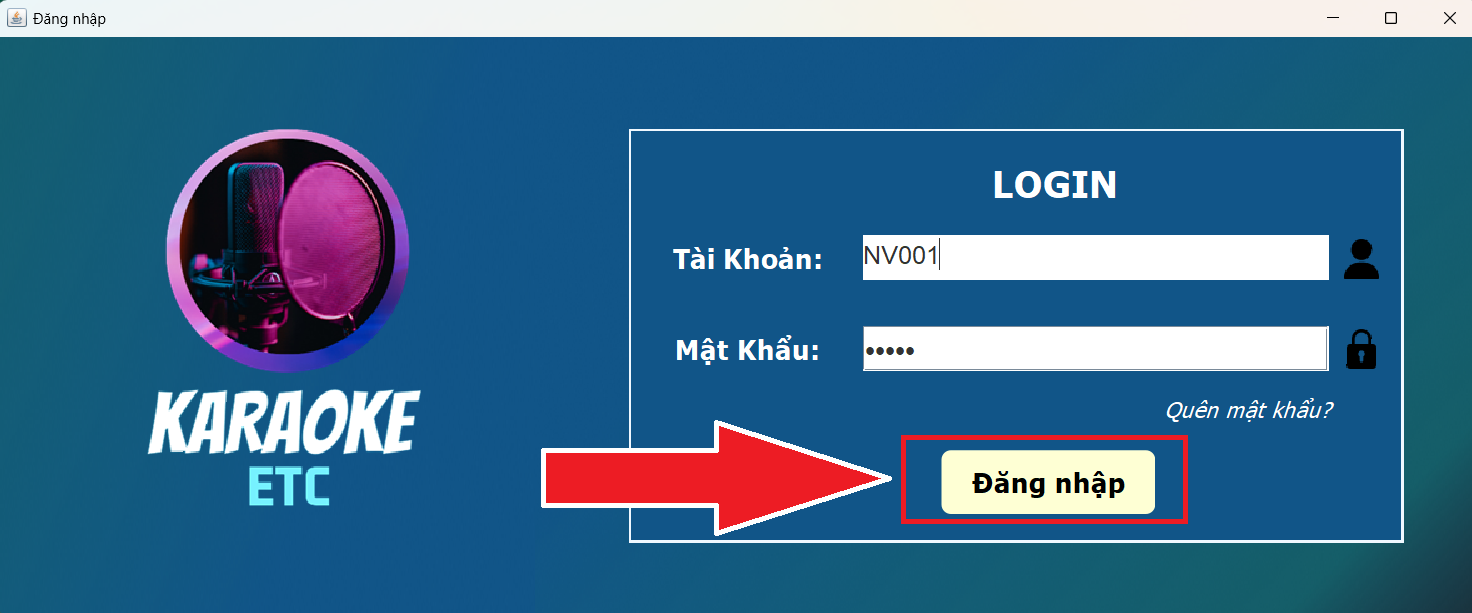 Đăng nhập
KARAOKE
ETC
LOGIN
Tài Khoản: NV001
Mật Khẩu: •••••
Quên mật khẩu?
Đăng nhập